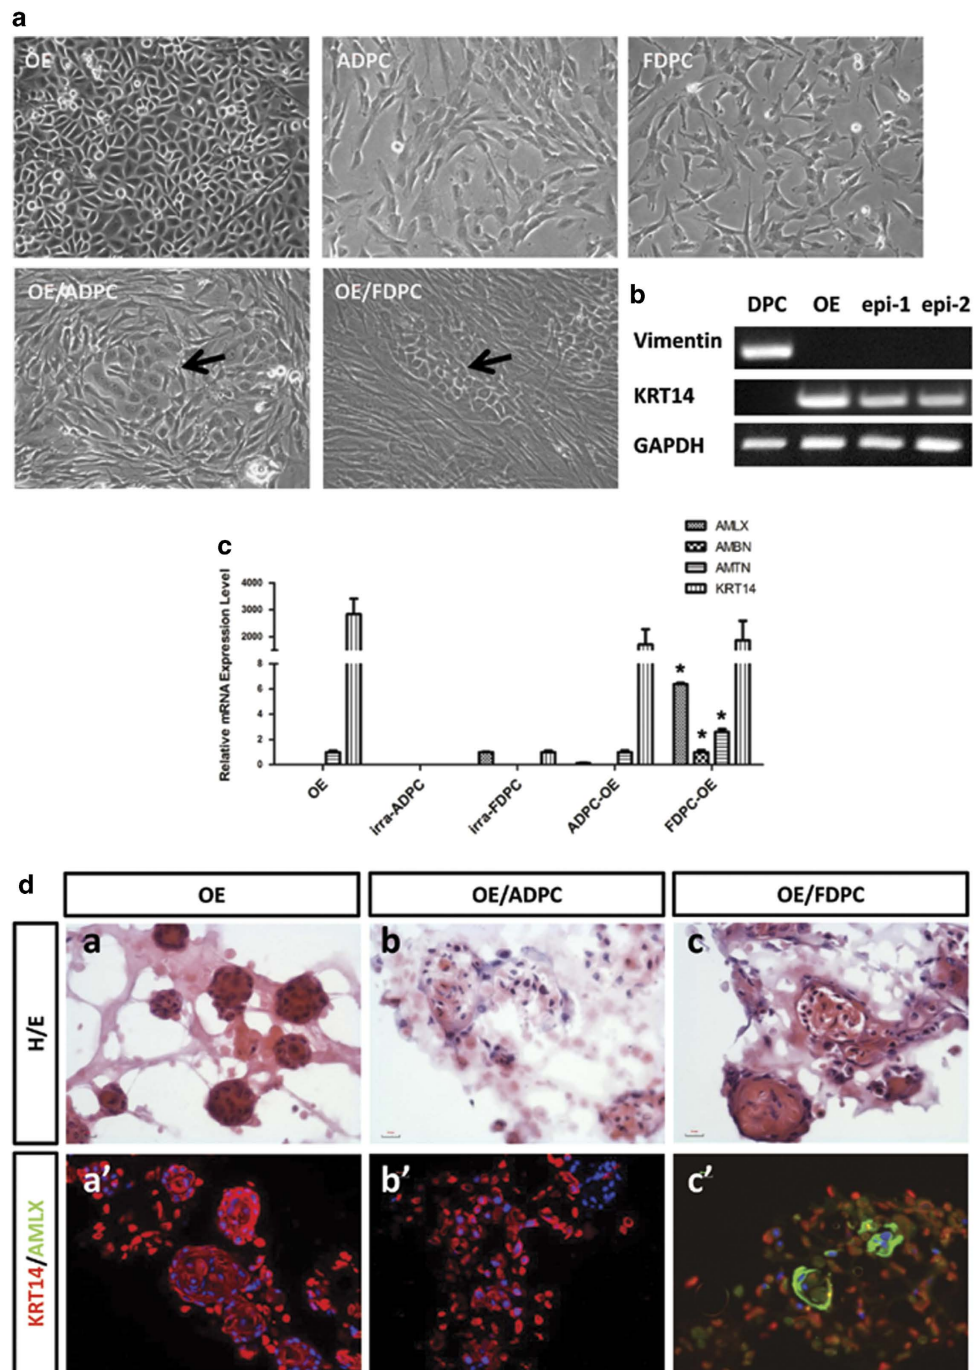 a
OE
ADPC
FDPC
OE/ADPC
OE/FDPC
b
DPC OE epi-1 epi-2
Vimentin
KRT14
GAPDH
c
AMLX
AMBN
AMTN
KRT14
Relative mRNA Expression Level
4000
3000
2000
8
6
4
2
0
* * *
OE
irra-ADPC
irra-FDPC
ADPC-OE
FDPC-OE
d
OE
OE/ADPC
OE/FDPC
H/E
a
b
c
KRT14/AMLX
a'
b'
c'